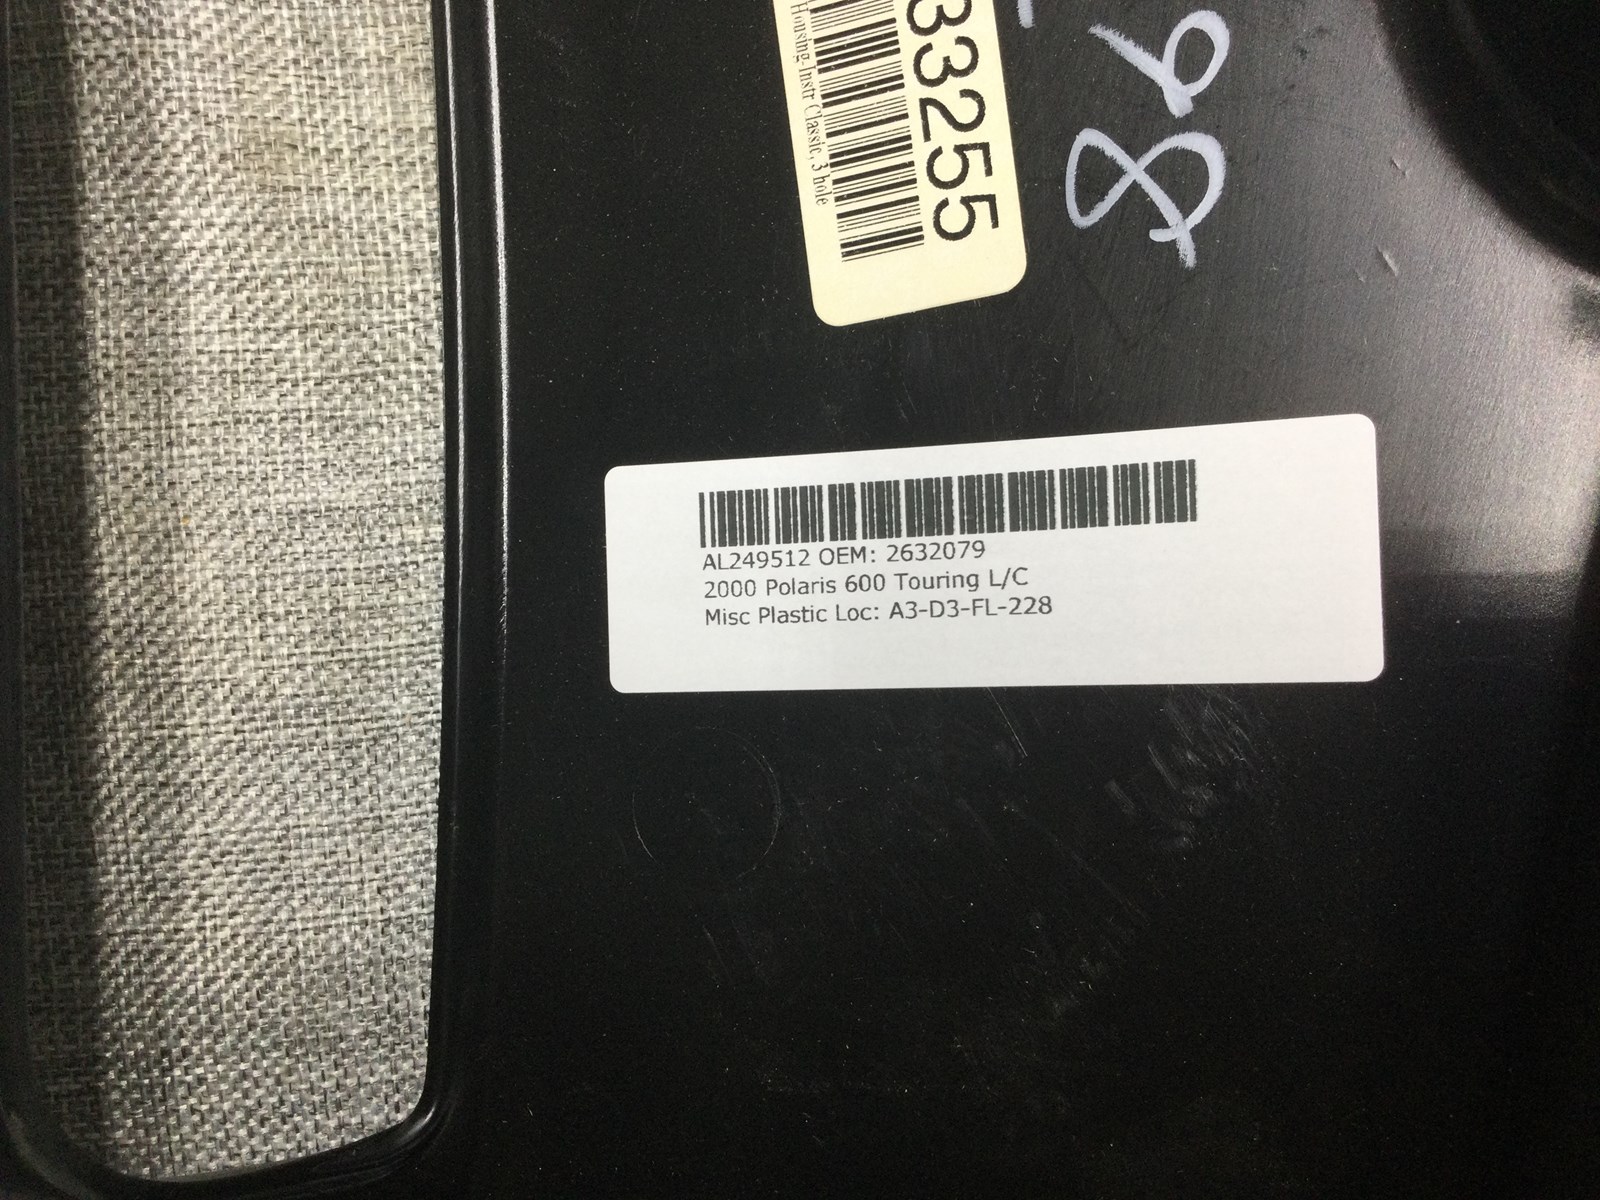 33255
Housing-Instr Classic, 3 hole
AL249512 OEM: 2632079
2000 Polaris 600 Touring L/C
Misc Plastic Loc: A3-D3-FL-228